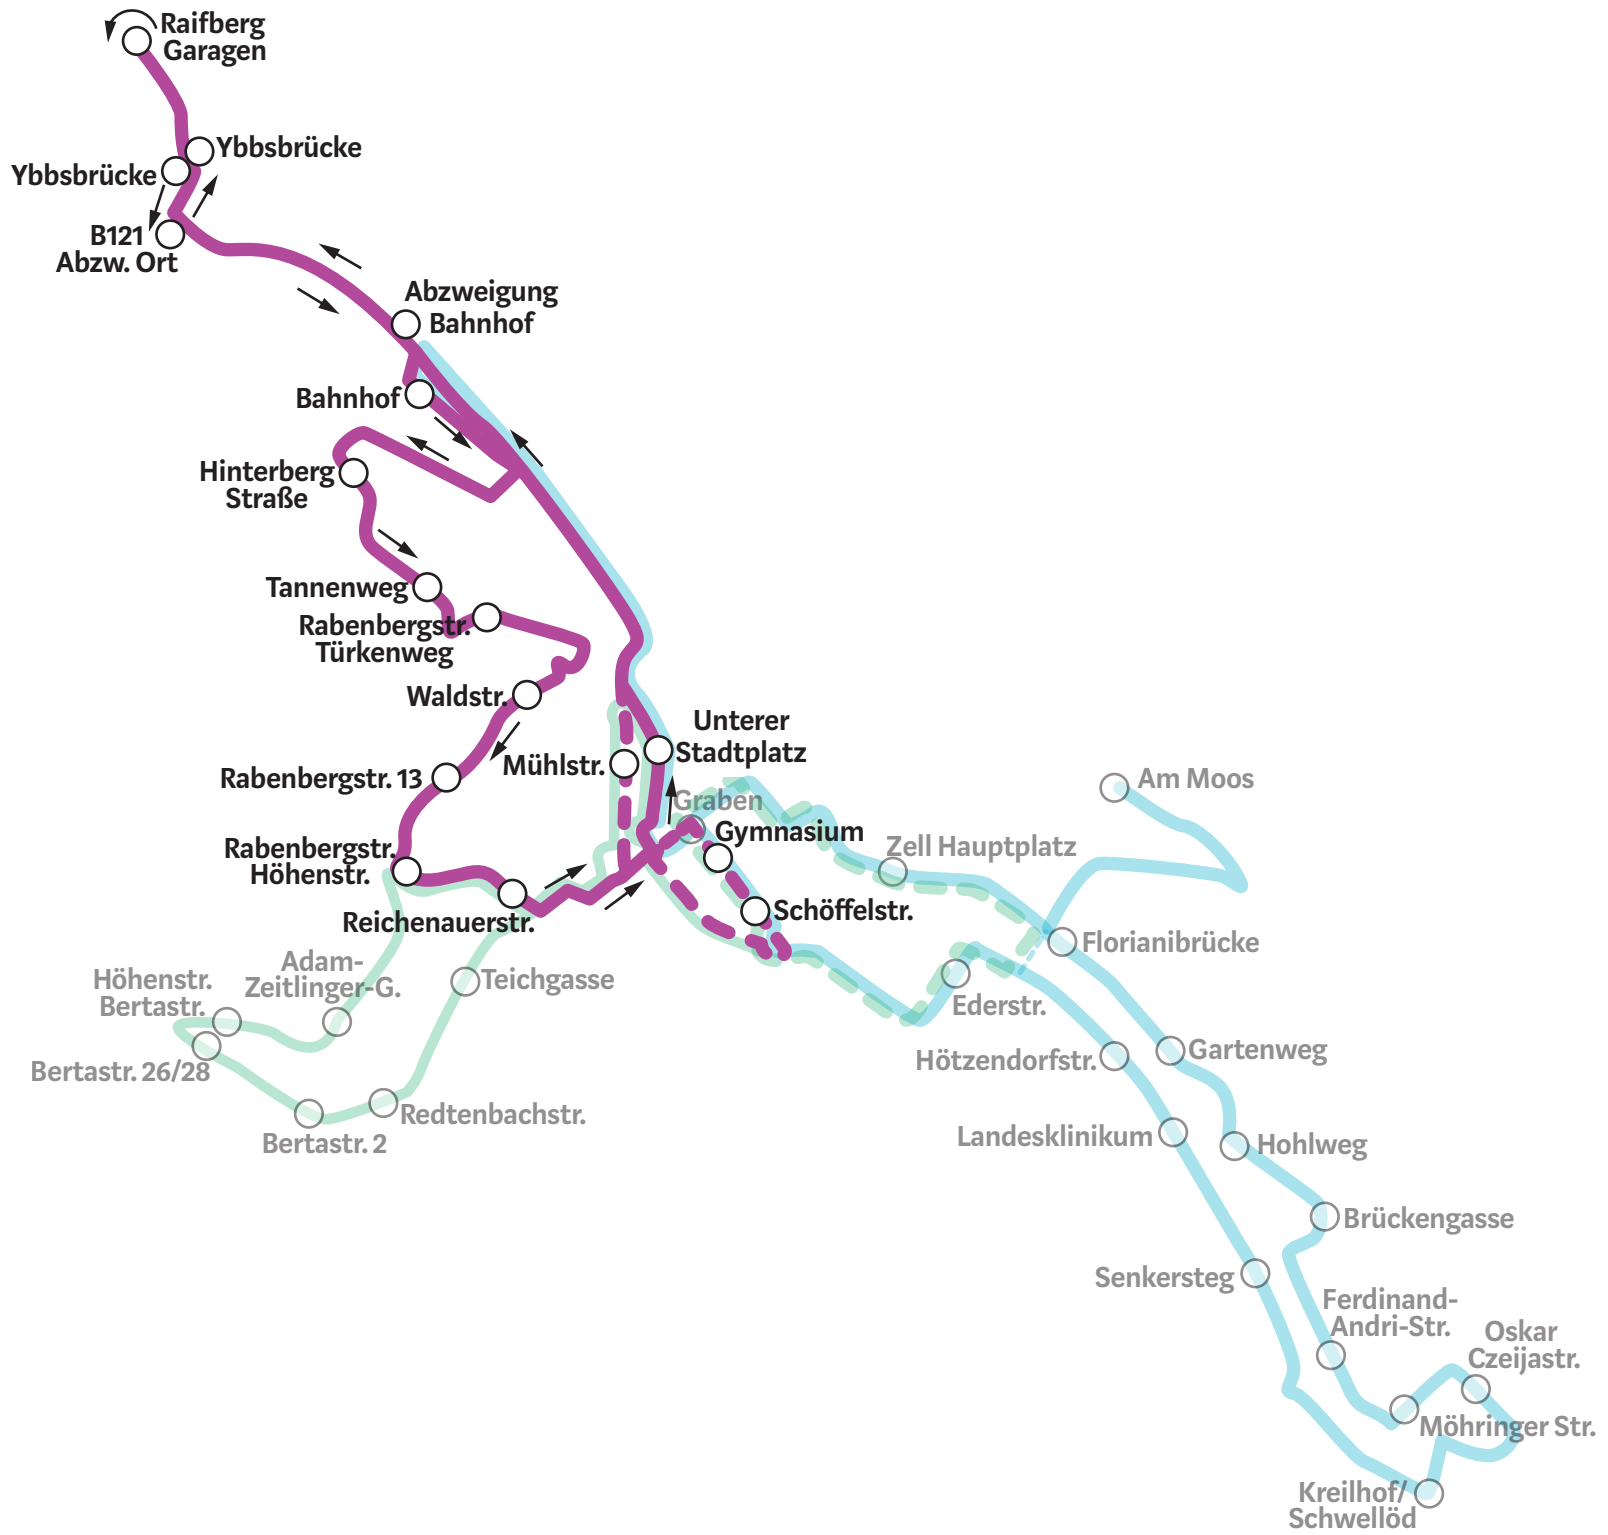 Raifberg
Garagen
Ybbsbrücke
Ybbsbrücke
B121
Abzw. Ort
Abzweigung
Bahnhof
Bahnhof
Hinterberg
Straße
Tannenweg
Rabenbergstr.
Türkenweg
Waldstr.
Unterer
Stadtplatz
Mühlstr.
Rabenbergstr. 13
Graben
Gymnasium
Am Moos
Zell Hauptplatz
Rabenbergstr.
Höhenstr.
Reichenauerstr.
Schöffelstr.
Florianibrücke
Adam-
Zeitlinger-G.
Höhenstr.
Bertastr.
Teichgasse
Ederstr.
Bertastr. 26/28
Hötzendorfstr.
Gartenweg
Redtenbachstr.
Bertastr. 2
Landesklinikum
Hohlweg
Brückengasse
Senkersteg
Ferdinand-
Andri-Str.
Oskar
Czeijastr.
Möhringer Str.
Kreilhof/
Schwellöd